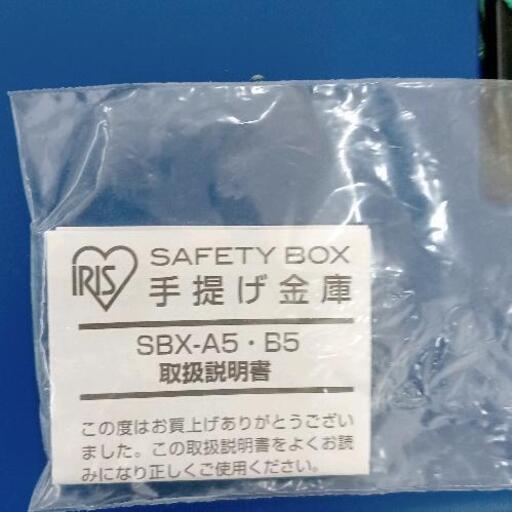 IRIS
SAFETY BOX
手提げ金庫
SBX-A5・B5
取扱説明書
この度はお買上げありがとうござい
ました。この取扱説明書をよくお読
みになり正しくご使用ください。